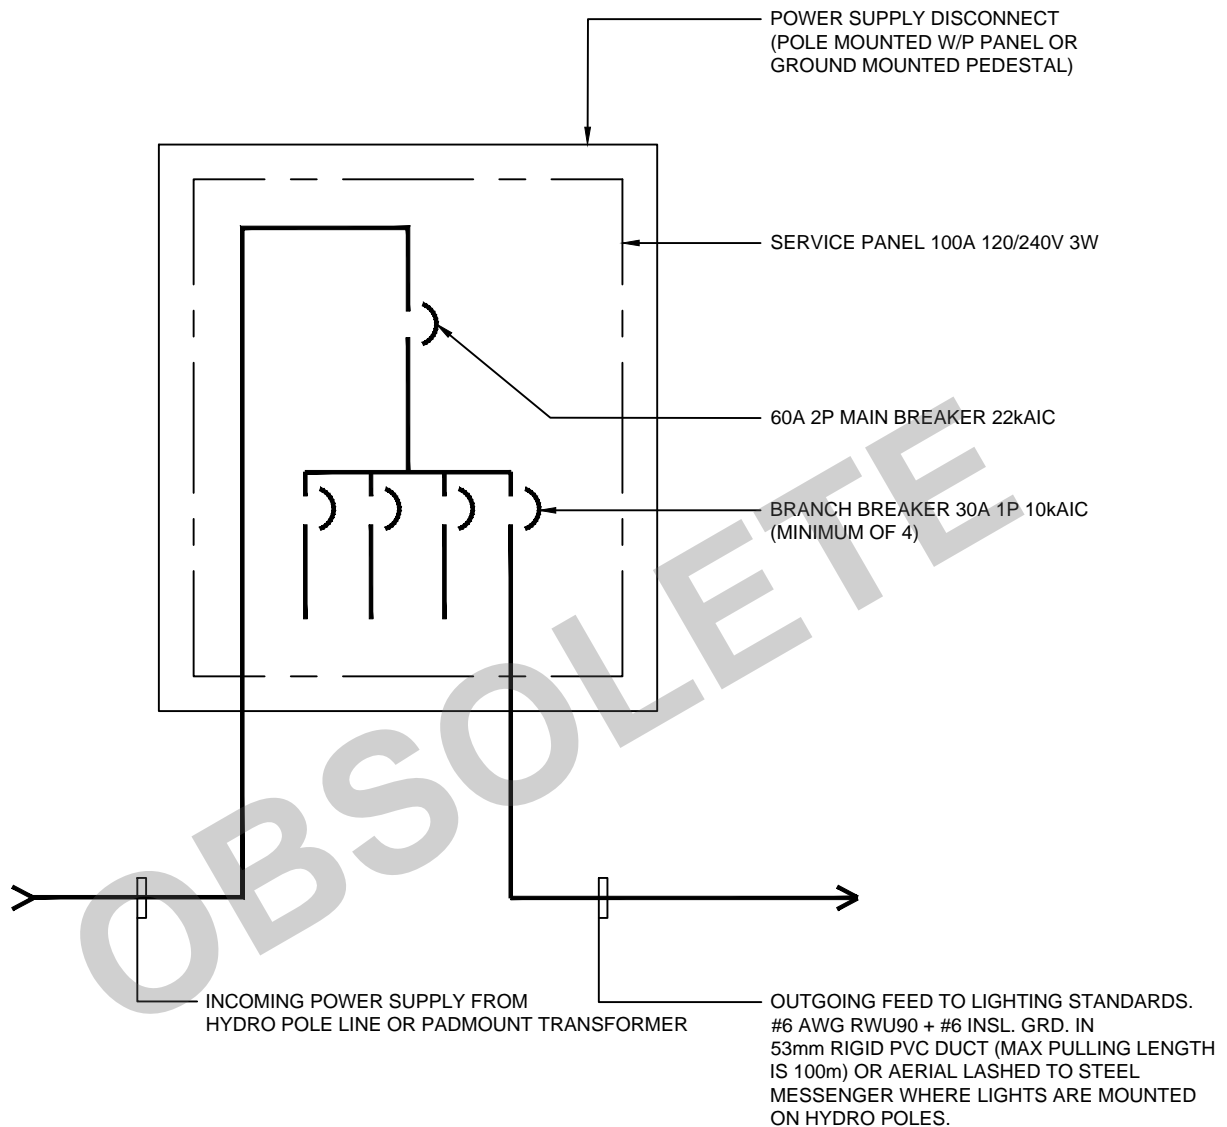 POWER SUPPLY DISCONNECT
(POLE MOUNTED W/P PANEL OR
GROUND MOUNTED PEDESTAL)
SERVICE PANEL 100A 120/240V 3W
60A 2P MAIN BREAKER 22kAIC
BRANCH BREAKER 30A 1P 10kAIC
(MINIMUM OF 4)
OBSOLETE
INCOMING POWER SUPPLY FROM
HYDRO POLE LINE OR PADMOUNT TRANSFORMER
OUTGOING FEED TO LIGHTING STANDARDS.
#6 AWG RWU90 + #6 INSL. GRD. IN
53mm RIGID PVC DUCT (MAX PULLING LENGTH
IS 100m) OR AERIAL LASHED TO STEEL
MESSENGER WHERE LIGHTS ARE MOUNTED
ON HYDRO POLES.